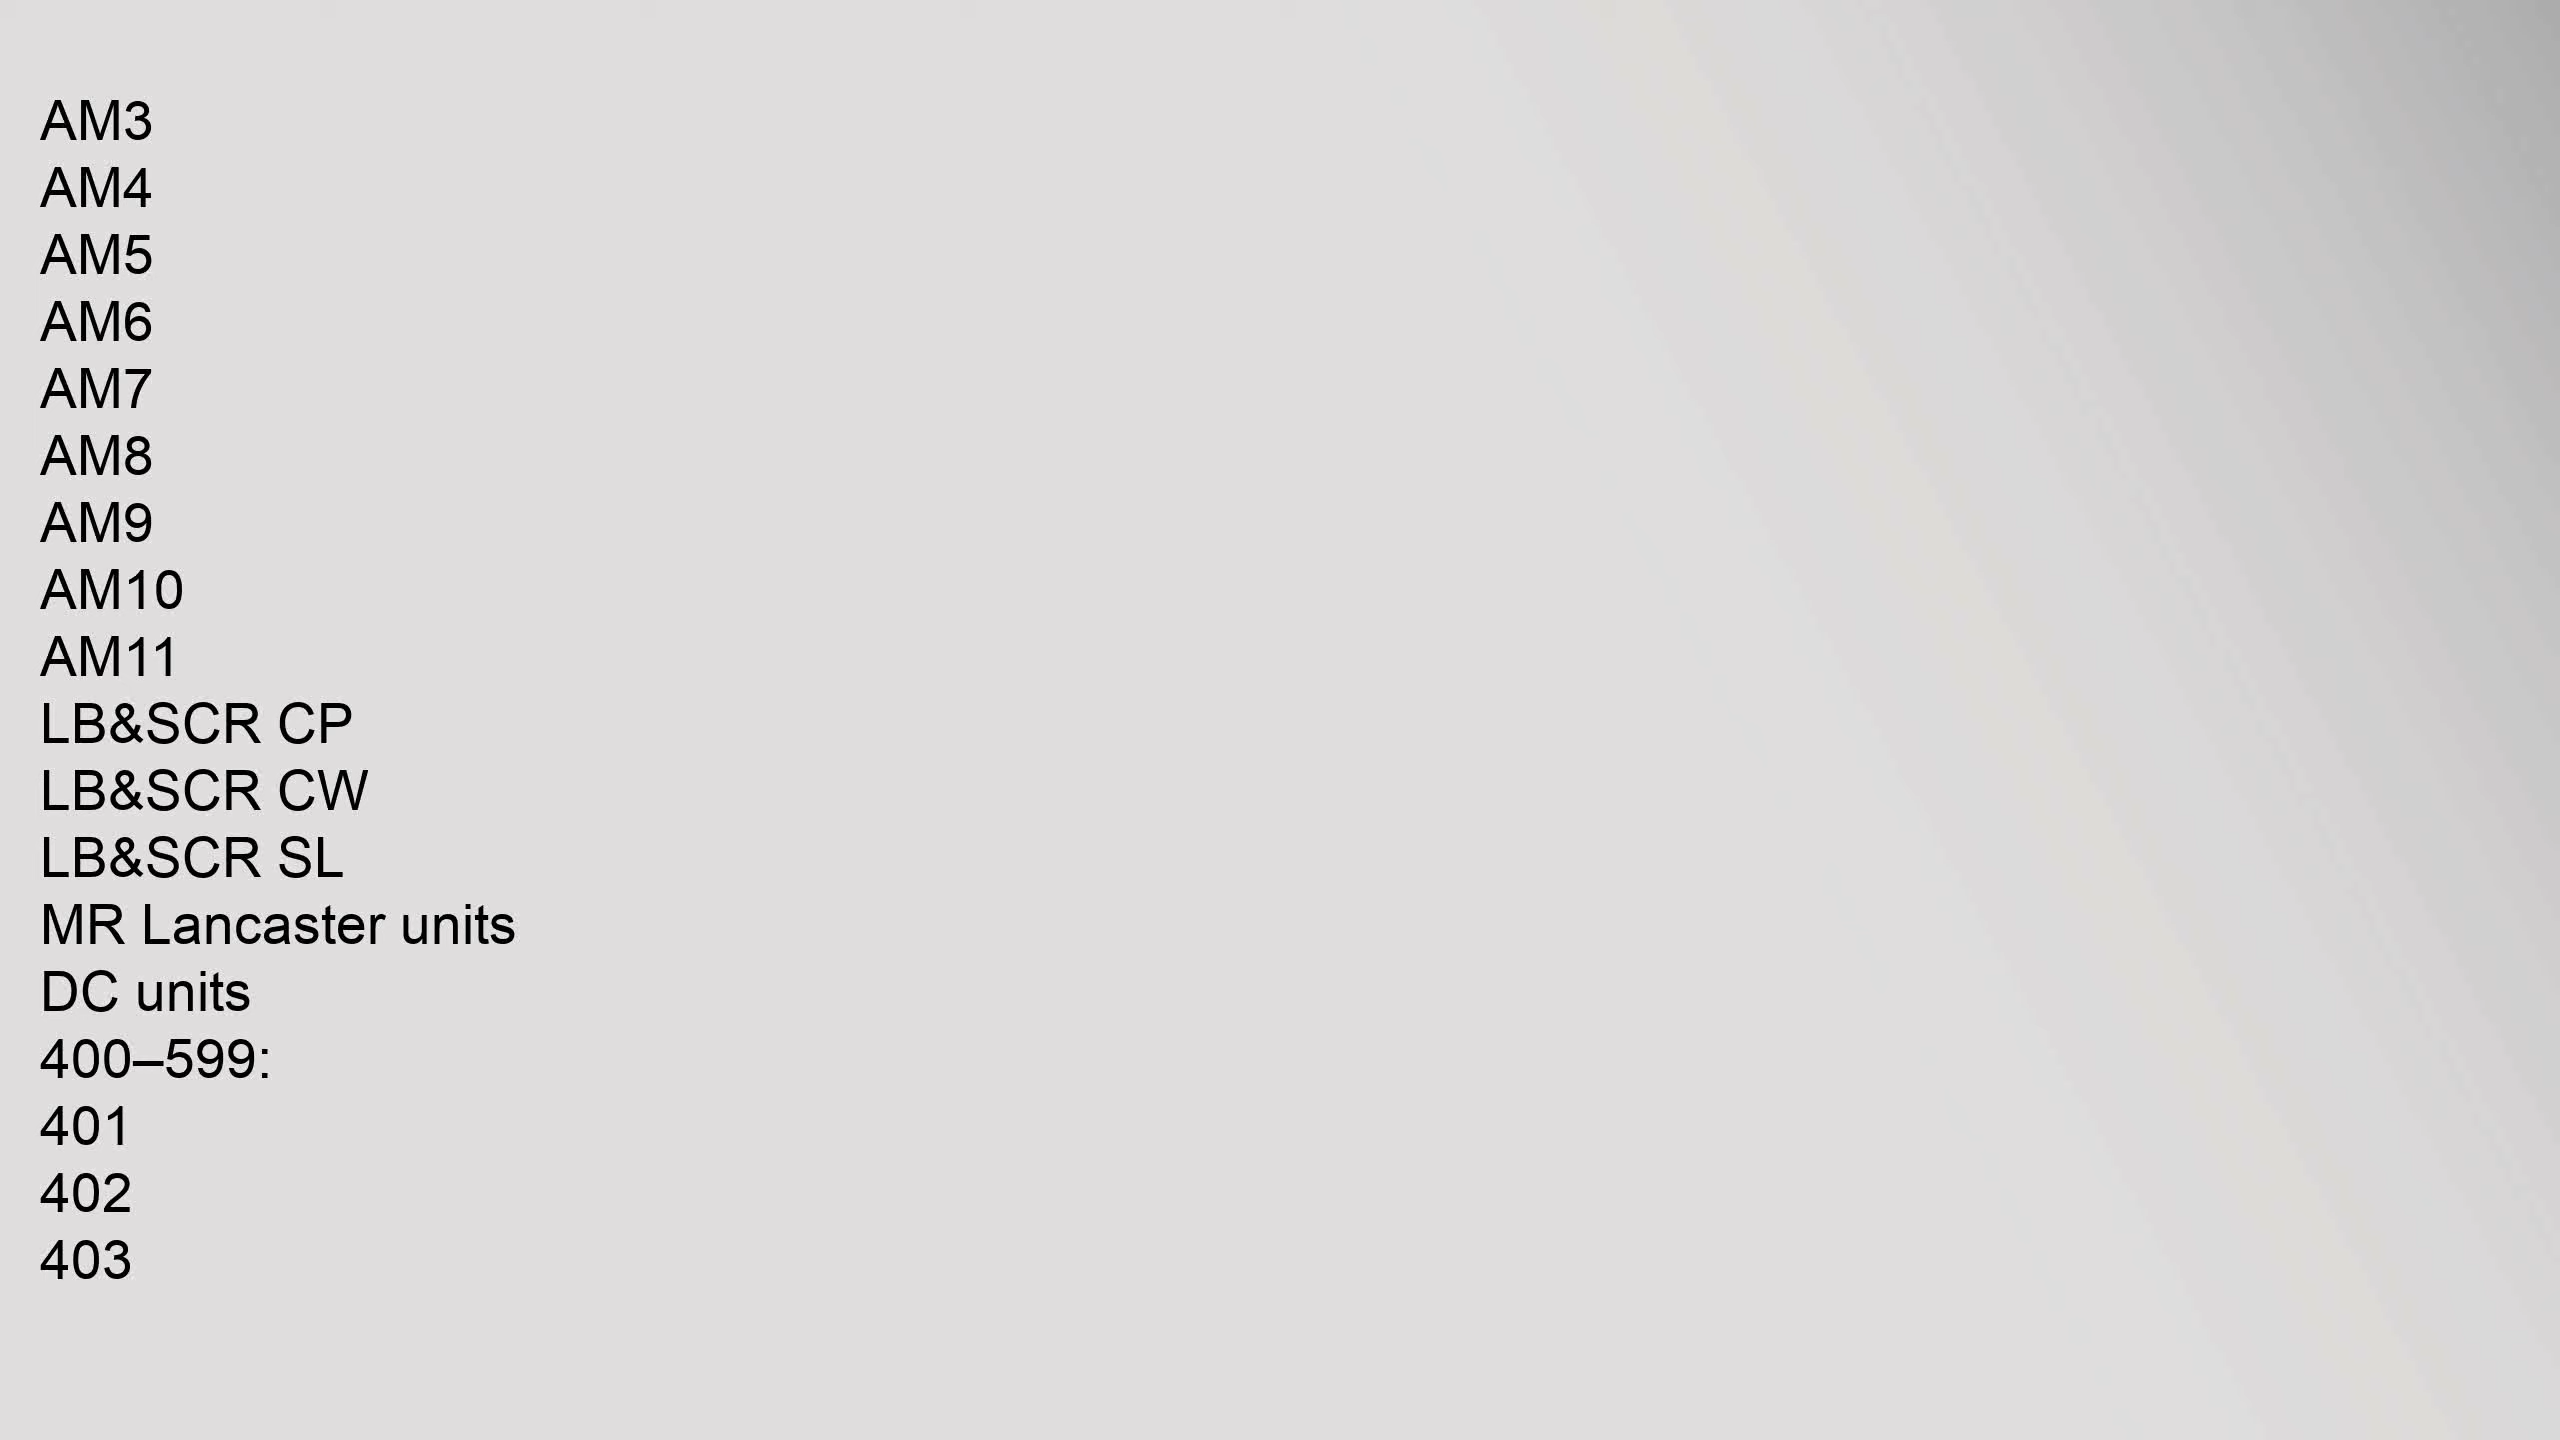 AM3
AM4
AM5
AM6
AM7
AM8
AM9
AM10
AM11
LB&SCR CP
LB&SCR CW
LB&SCR SL
MR Lancaster units
DC units
400–599:
401
402
403